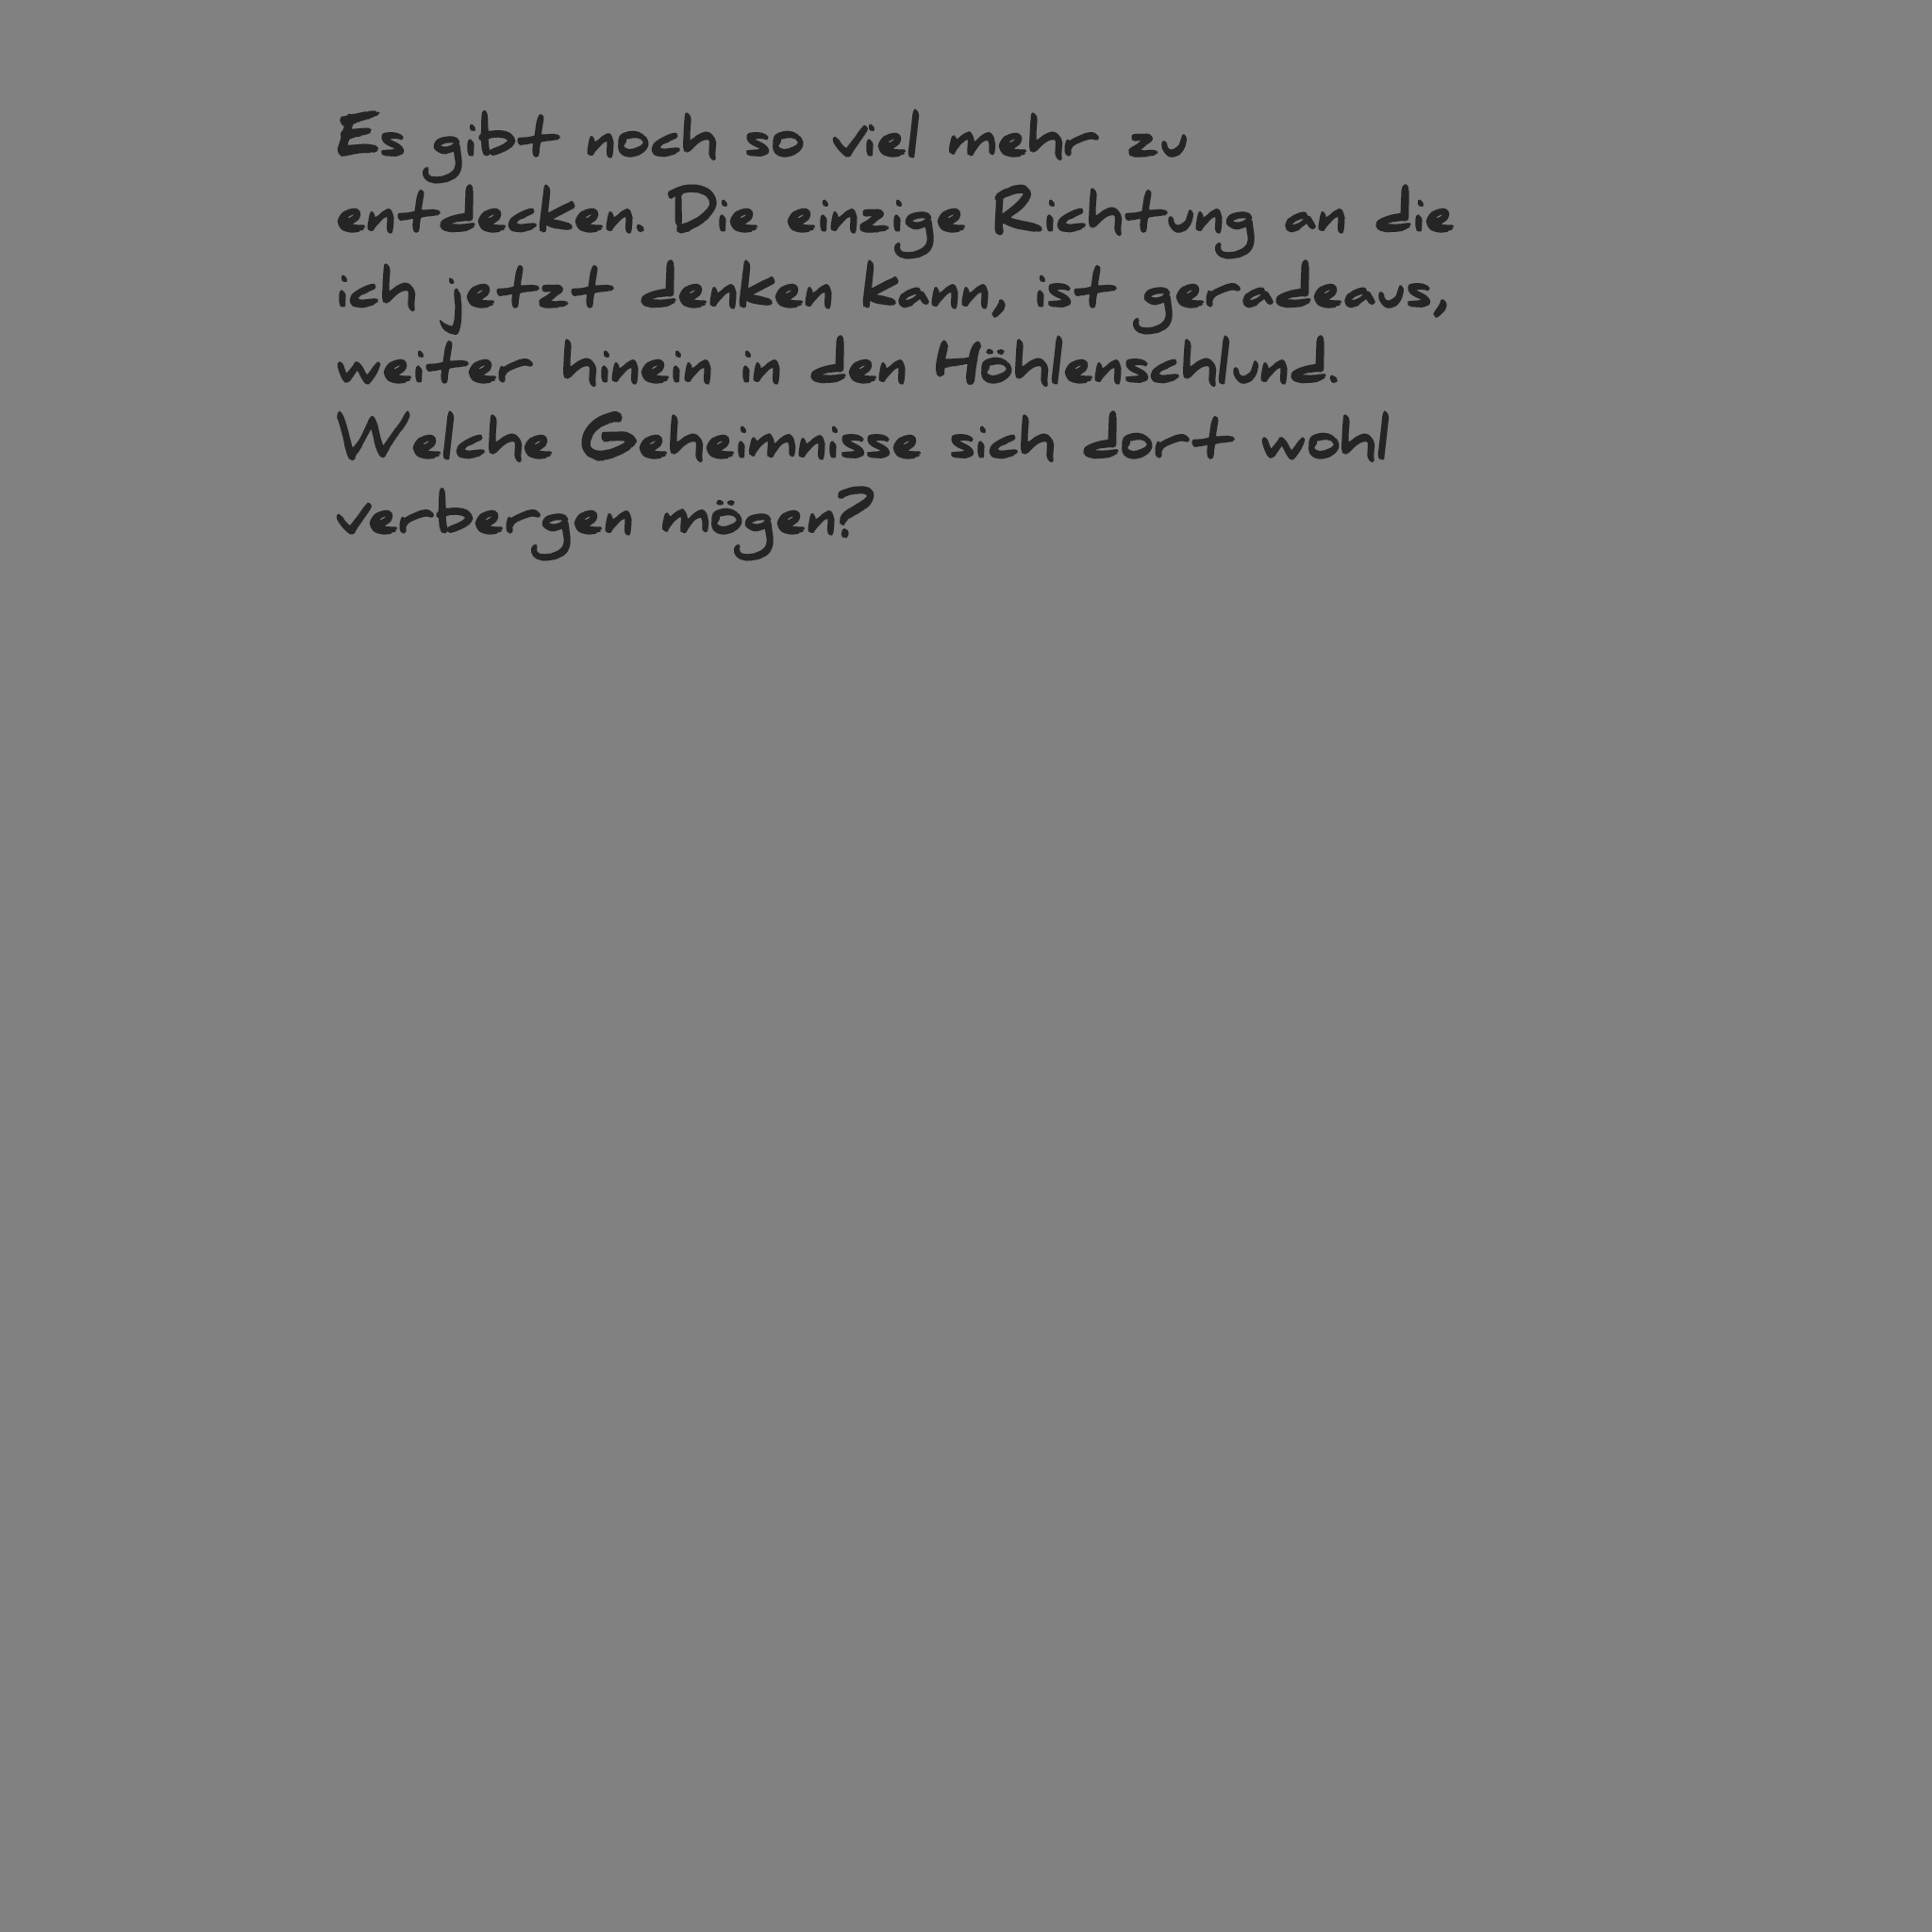 Es gibt noch so viel mehr zu
entdecken. Die einzige Richtung an die
ich jetzt denken kann, ist geradeaus,
weiter hinein in den Höhlenschlund.
Welche Geheimnisse sich dort wohl
verbergen mögen?